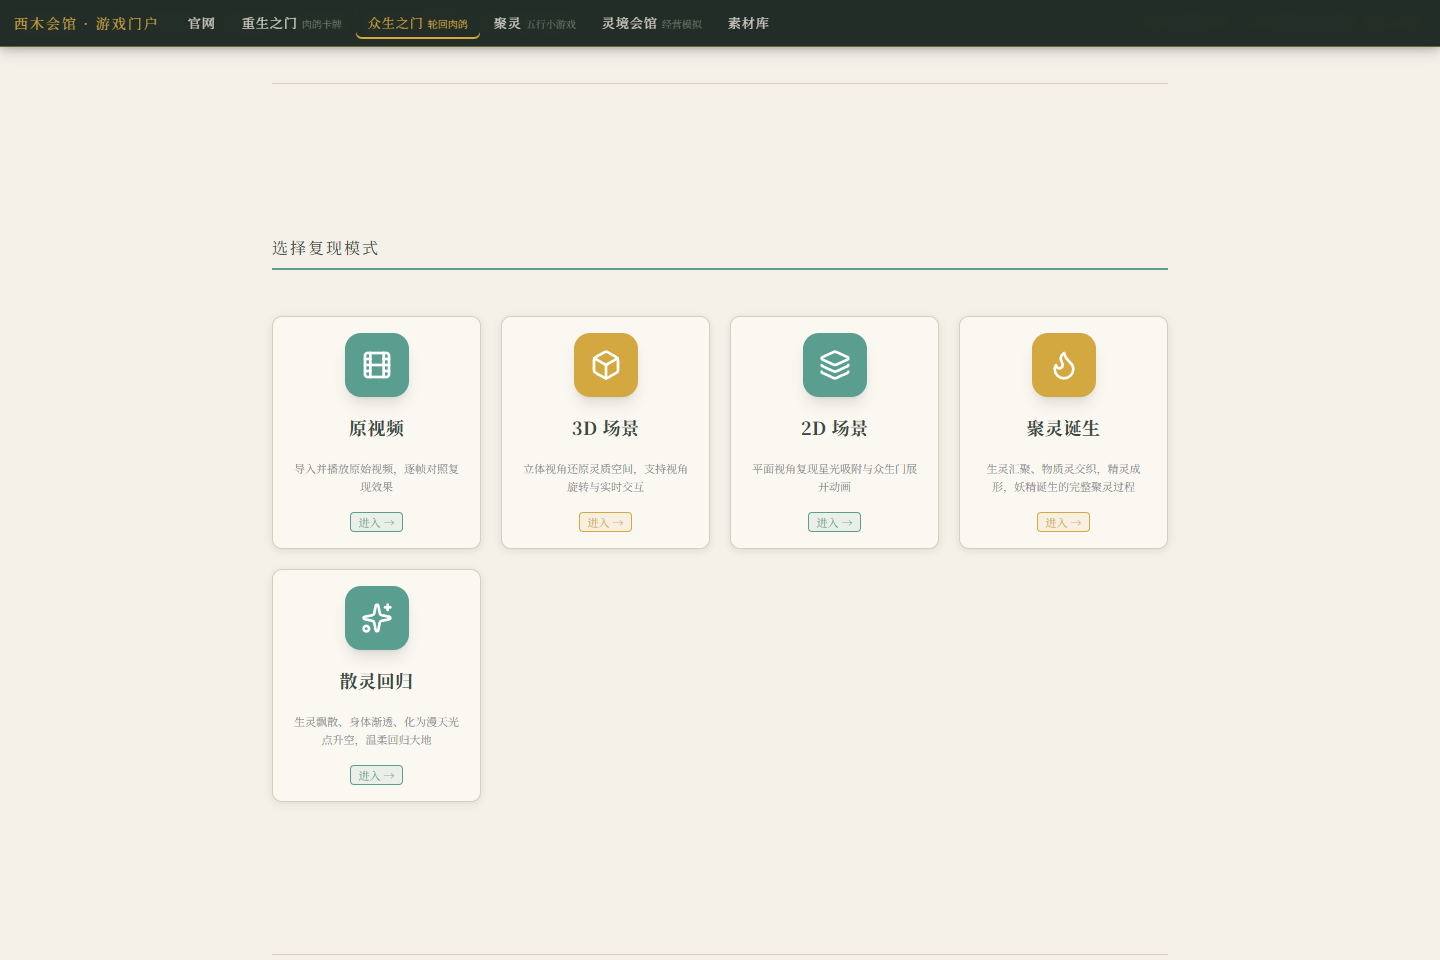 西木会馆 · 游戏门户 官网 重生之门 肉鸽卡牌 众生之门 轮回肉鸽 聚灵 五行小游戏 灵境会馆 经营模拟 素材库
选择复现模式
原视频
导入并播放原始视频，逐帧对照复
现效果
进入 →
3D 场景
立体视角还原灵质空间，支持视角
旋转与实时交互
进入 →
2D 场景
平面视角复现星光吸附与众生门展
开动画
进入 →
聚灵诞生
生灵汇聚、物质灵交织，精灵成
形，妖精诞生的完整聚灵过程
进入 →
散灵回归
生灵飘散、身体渐透、化为漫天光
点升空，温柔回归大地
进入 →